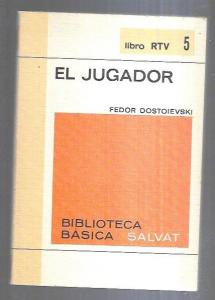 libro RTV 5
EL JUGADOR
FEDOR DOSTOIEVSKI
BIBLIOTECA
BASICA SALVAT